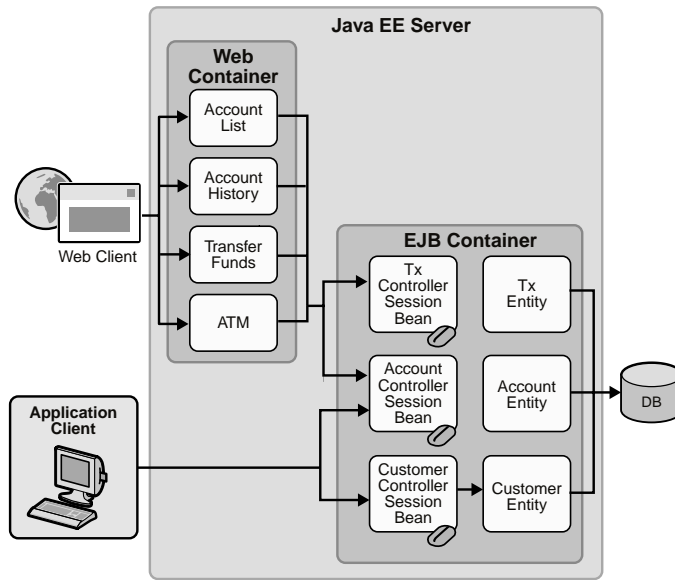 Java EE Server
Web
Container
Account
List
Account
History
Transfer
Funds
ATM
Web Client
EJB Container
Tx
Controller
Session
Bean
Tx
Entity
Account
Controller
Session
Bean
Account
Entity
Customer
Controller
Session
Bean
Customer
Entity
DB
Application
Client